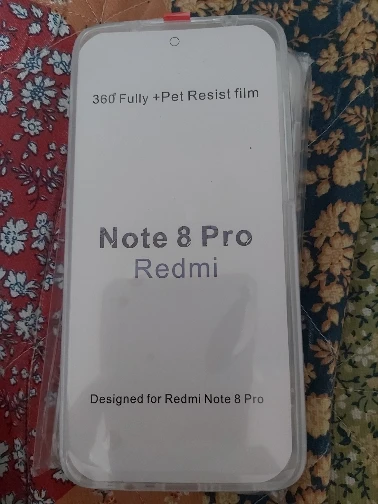 360° Fully +Pet Resist film
Note 8 Pro
Redmi
Designed for Redmi Note 8 Pro